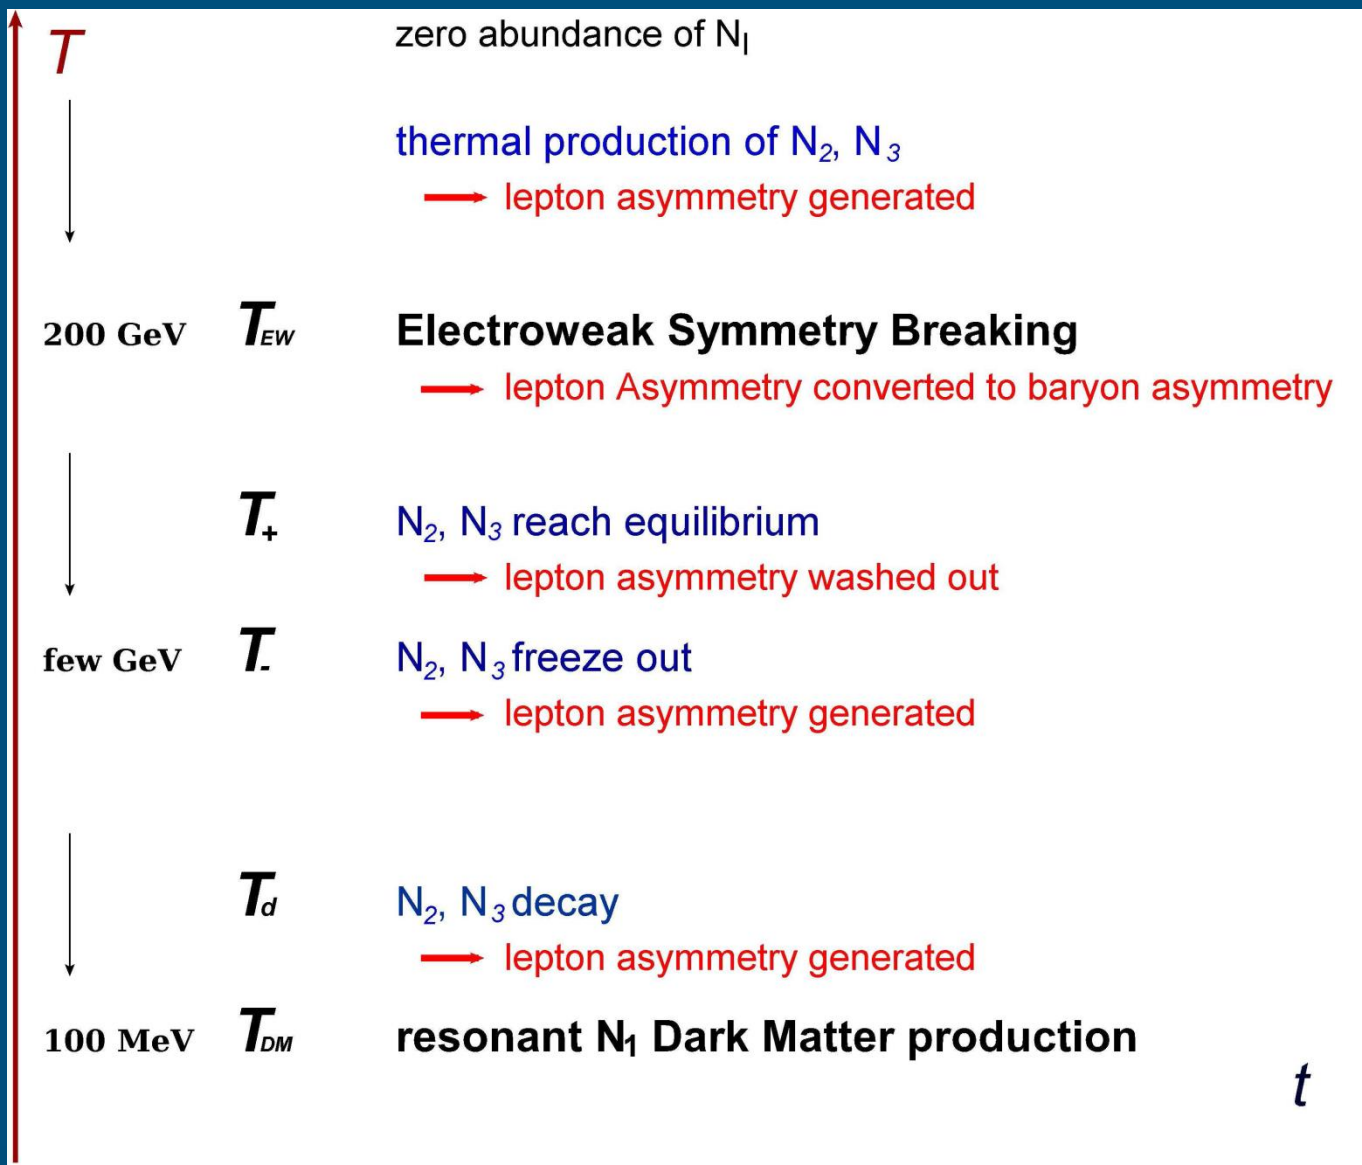 T
zero abundance of N_I
thermal production of N₂, N₃
lepton asymmetry generated
200 GeV T_EW Electroweak Symmetry Breaking
lepton Asymmetry converted to baryon asymmetry
T₊ N₂, N₃ reach equilibrium
lepton asymmetry washed out
few GeV T₋ N₂, N₃ freeze out
lepton asymmetry generated
T_d N₂, N₃ decay
lepton asymmetry generated
100 MeV T_DM resonant N₁ Dark Matter production
t